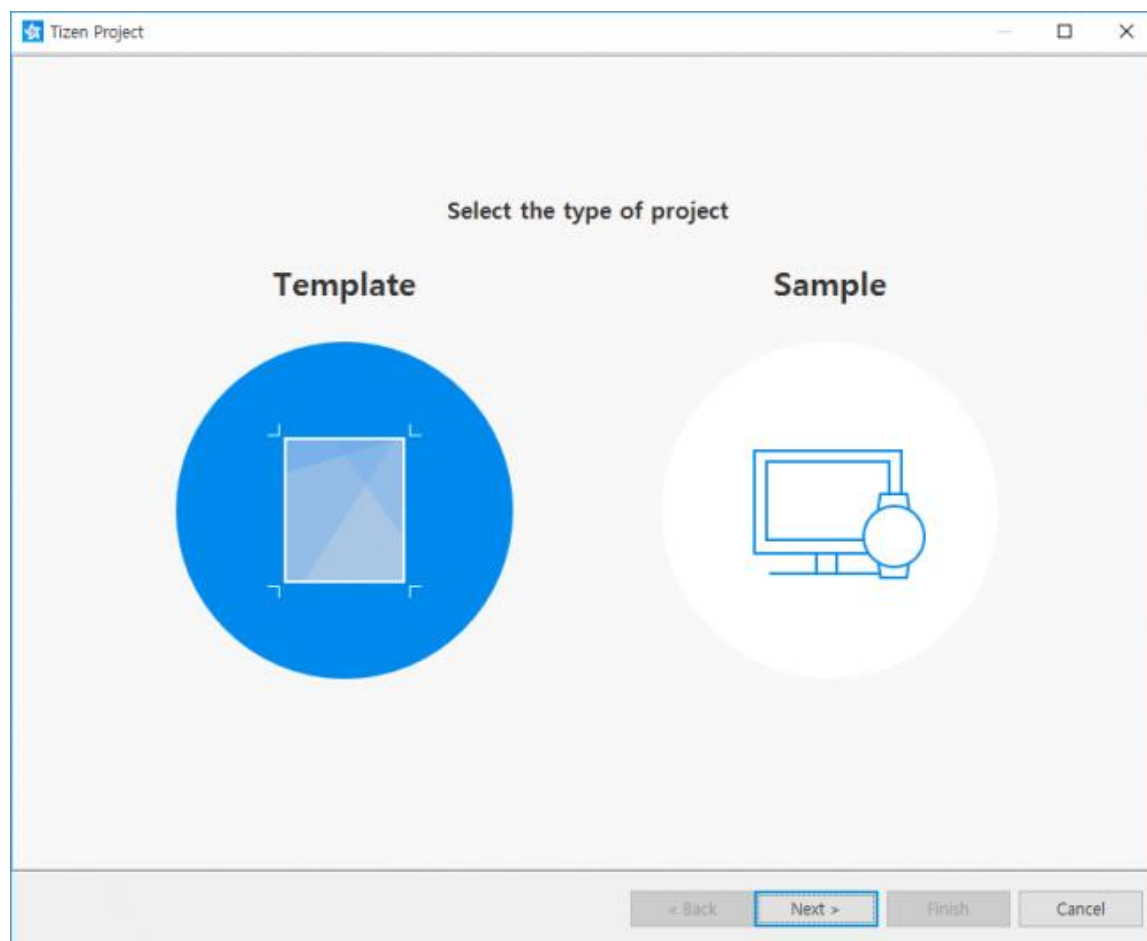 Tizen Project
Select the type of project
Template
Sample
< Back
Next >
Finish
Cancel